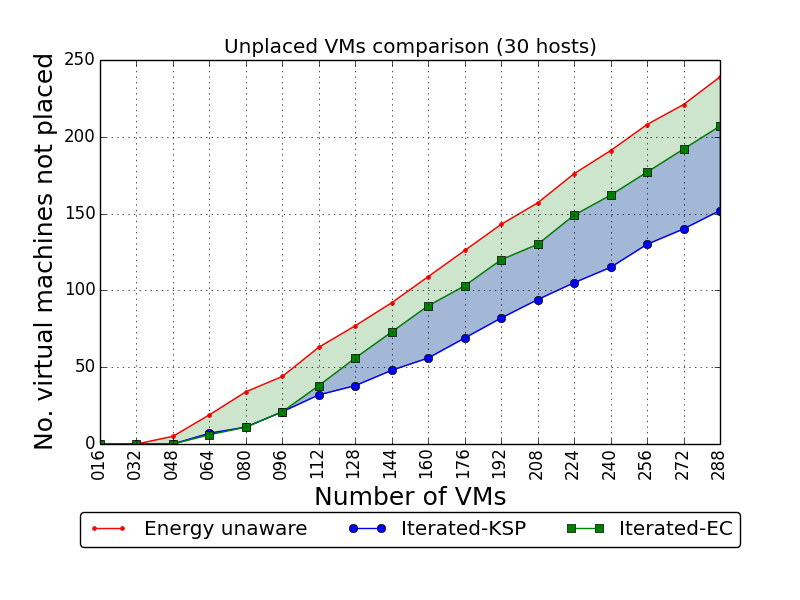 Unplaced VMs comparison (30 hosts)
No. virtual machines not placed
250
200
150
100
50
0
016 032 048 064 080 096 112 128 144 160 176 192 208 224 240 256 272 288
Number of VMs
Energy unaware Iterated-KSP Iterated-EC